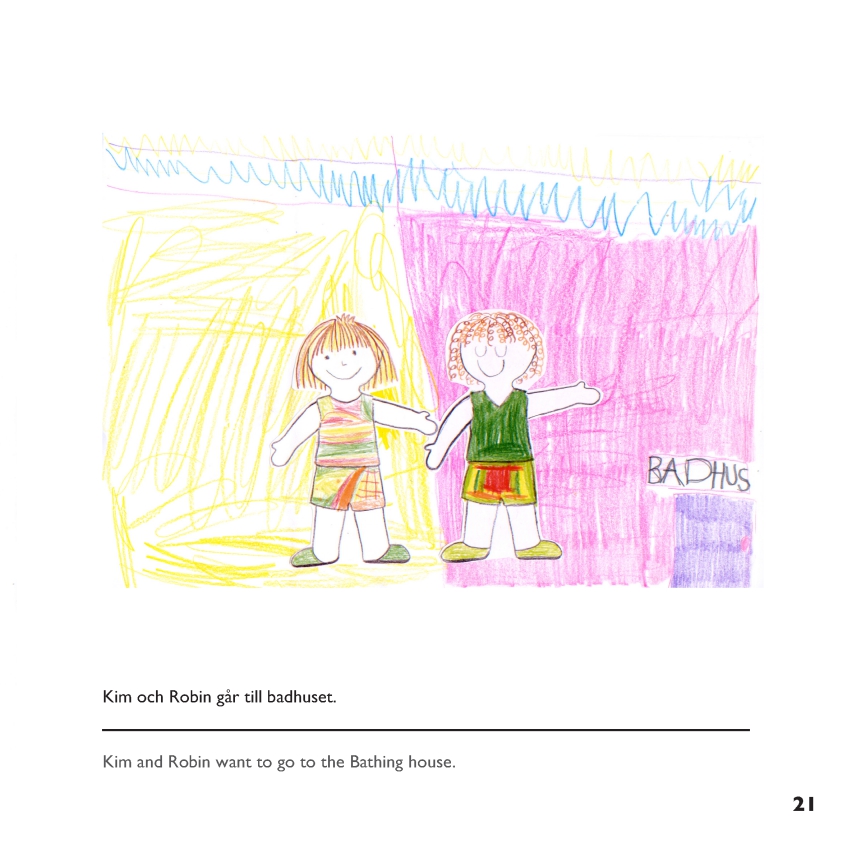 BADHUS
Kim och Robin går till badhuset.
Kim and Robin want to go to the Bathing house.
21